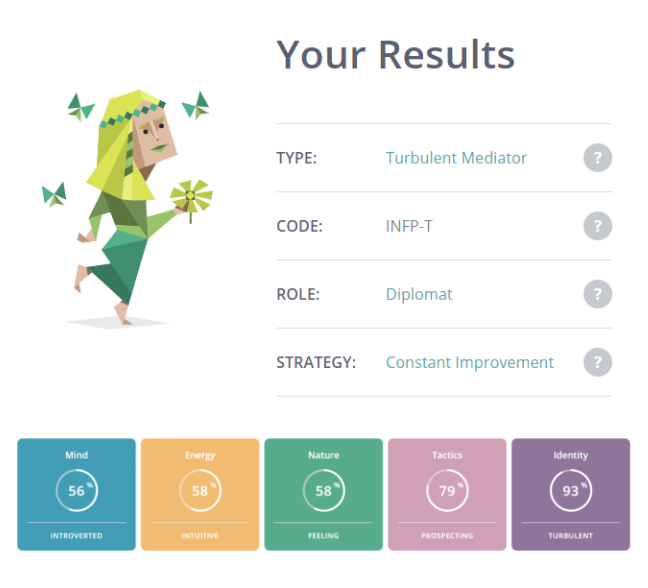 Your Results
TYPE: Turbulent Mediator ?
CODE: INFP-T ?
ROLE: Diplomat ?
STRATEGY: Constant Improvement ?
Mind
56 %
INTROVERTED
Energy
58 %
INTUITIVE
Nature
58 %
FEELING
Tactics
79 %
PROSPECTING
Identity
93 %
TURBULENT